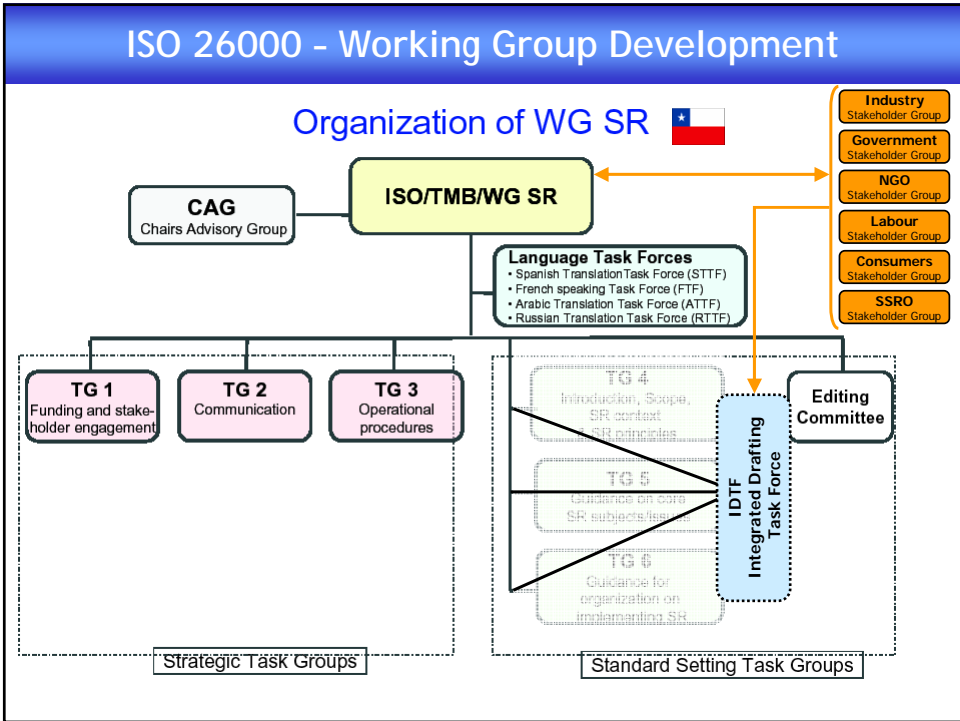 ISO 26000 - Working Group Development
Organization of WG SR
Industry
Stakeholder Group
Government
Stakeholder Group
NGO
Stakeholder Group
Labour
Stakeholder Group
Consumers
Stakeholder Group
SSRO
Stakeholder Group
ISO/TMB/WG SR
CAG
Chairs Advisory Group
Language Task Forces
• Spanish TranslationTask Force (STTF)
• French speaking Task Force (FTF)
• Arabic Translation Task Force (ATTF)
• Russian Translation Task Force (RTTF)
TG 1
Funding and stake-
holder engagement
TG 2
Communication
TG 3
Operational
procedures
TG 4
Introduction, Scope,
SR context
& SR principles
TG 5
Guidance on core
SR subjects/issues
TG 6
Guidance for
organization on
implementing SR
IDTF
Integrated Drafting
Task Force
Editing
Committee
Strategic Task Groups
Standard Setting Task Groups